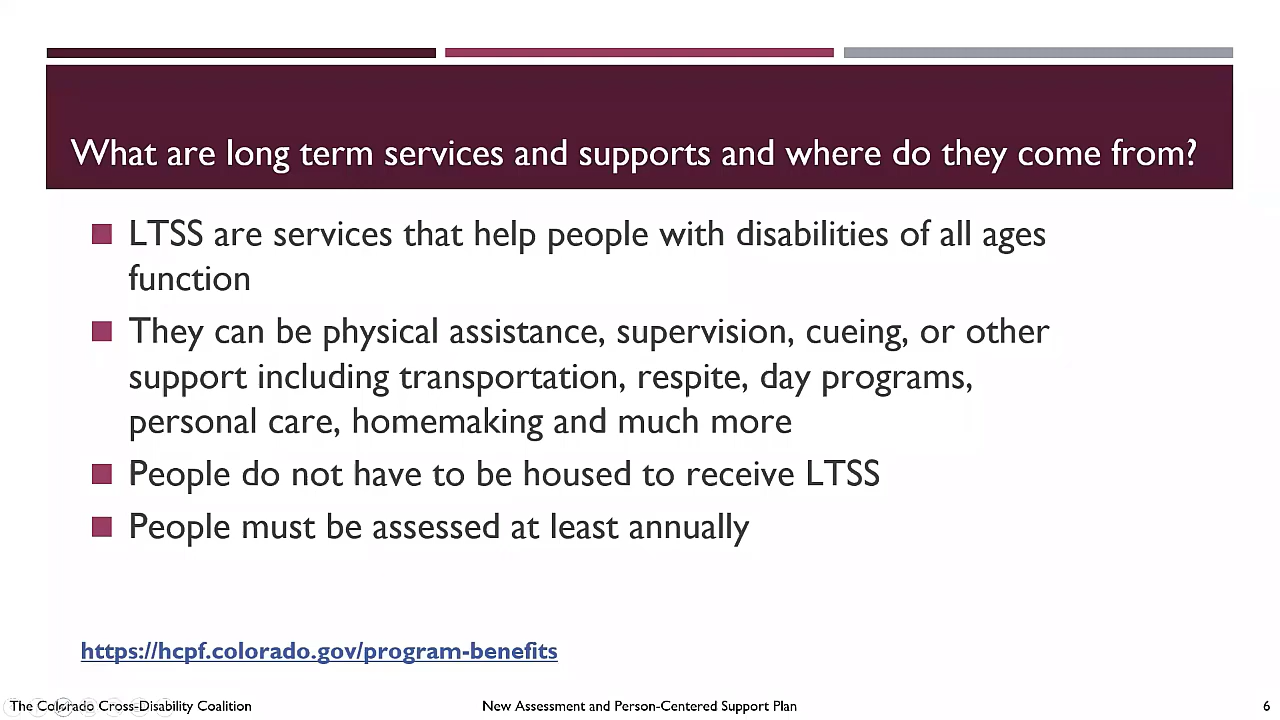 What are long term services and supports and where do they come from?
LTSS are services that help people with disabilities of all ages
function
They can be physical assistance, supervision, cueing, or other
support including transportation, respite, day programs,
personal care, homemaking and much more
People do not have to be housed to receive LTSS
People must be assessed at least annually
https://hcpf.colorado.gov/program-benefits
The Colorado Cross-Disability Coalition
New Assessment and Person-Centered Support Plan
6